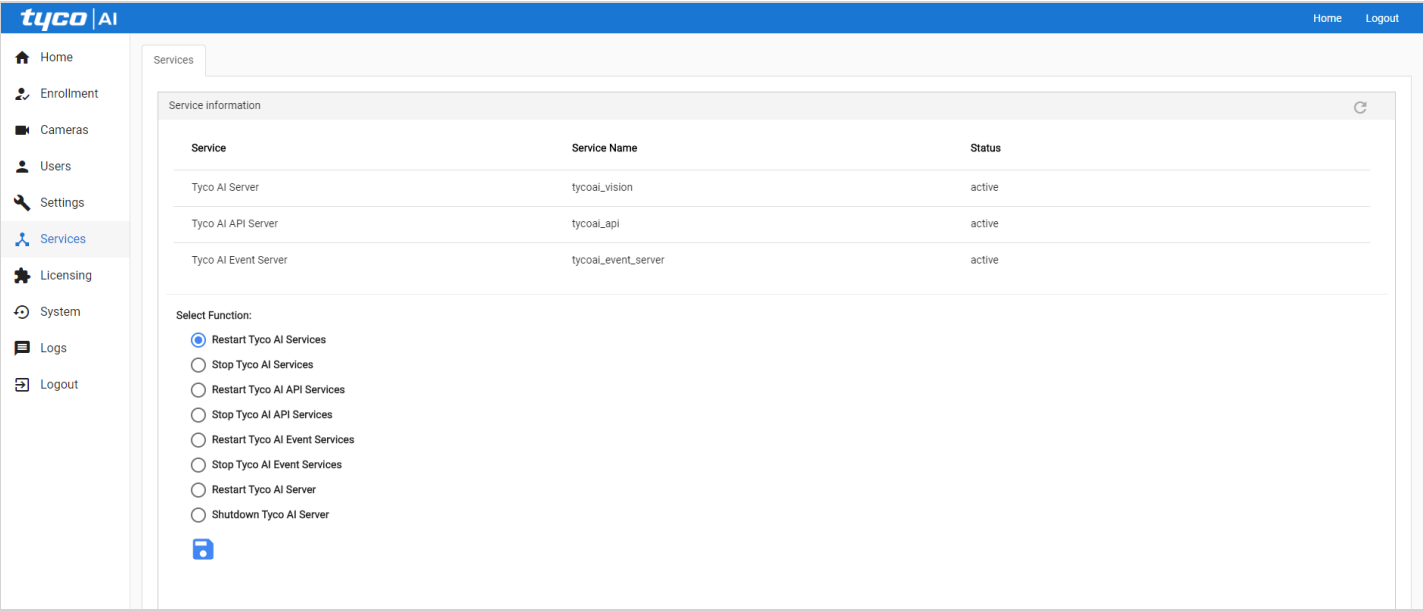 tyco | AI
Home Logout
Home
Enrollment
Cameras
Users
Settings
Services
Licensing
System
Logs
Logout
Services
Service information
Service Service Name Status
Tyco AI Server tycoai_vision active
Tyco AI API Server tycoai_api active
Tyco AI Event Server tycoai_event_server active
Select Function:
Restart Tyco AI Services
Stop Tyco AI Services
Restart Tyco AI API Services
Stop Tyco AI API Services
Restart Tyco AI Event Services
Stop Tyco AI Event Services
Restart Tyco AI Server
Shutdown Tyco AI Server